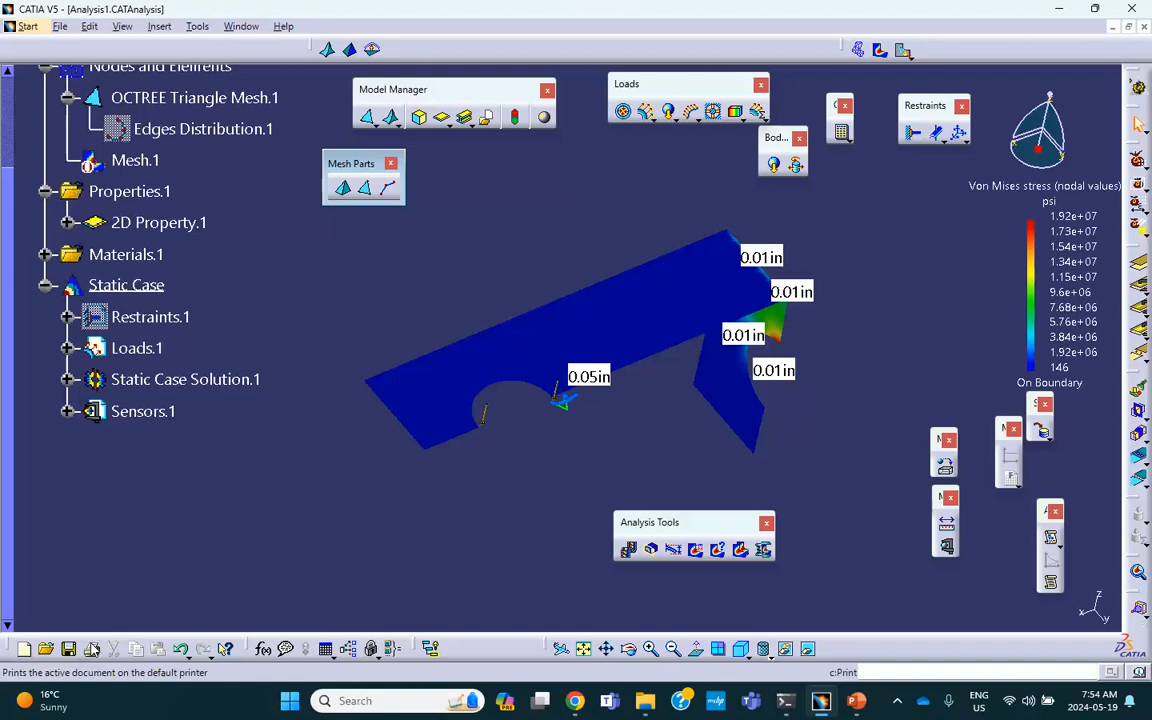 CATIA V5 - [Analysis1.CATAnalysis]
Start File Edit View Insert Tools Window Help
Nodes and Elements
OCTREE Triangle Mesh.1
Edges Distribution.1
Mesh.1
Properties.1
2D Property.1
Materials.1
Static Case
Restraints.1
Loads.1
Static Case Solution.1
Sensors.1
Model Manager
Mesh Parts
Loads
Bod...
Restraints
Von Mises stress (nodal values)
psi
1.92e+07
1.73e+07
1.54e+07
1.34e+07
1.15e+07
9.6e+06
7.68e+06
5.76e+06
3.84e+06
1.92e+06
146
On Boundary
0.01in
0.01in
0.01in
0.01in
0.05in
Analysis Tools
z
x
y
CATIA
Prints the active document on the default printer
c:Print
16°C
Sunny
Search
ENG
US
7:54 AM
2024-05-19